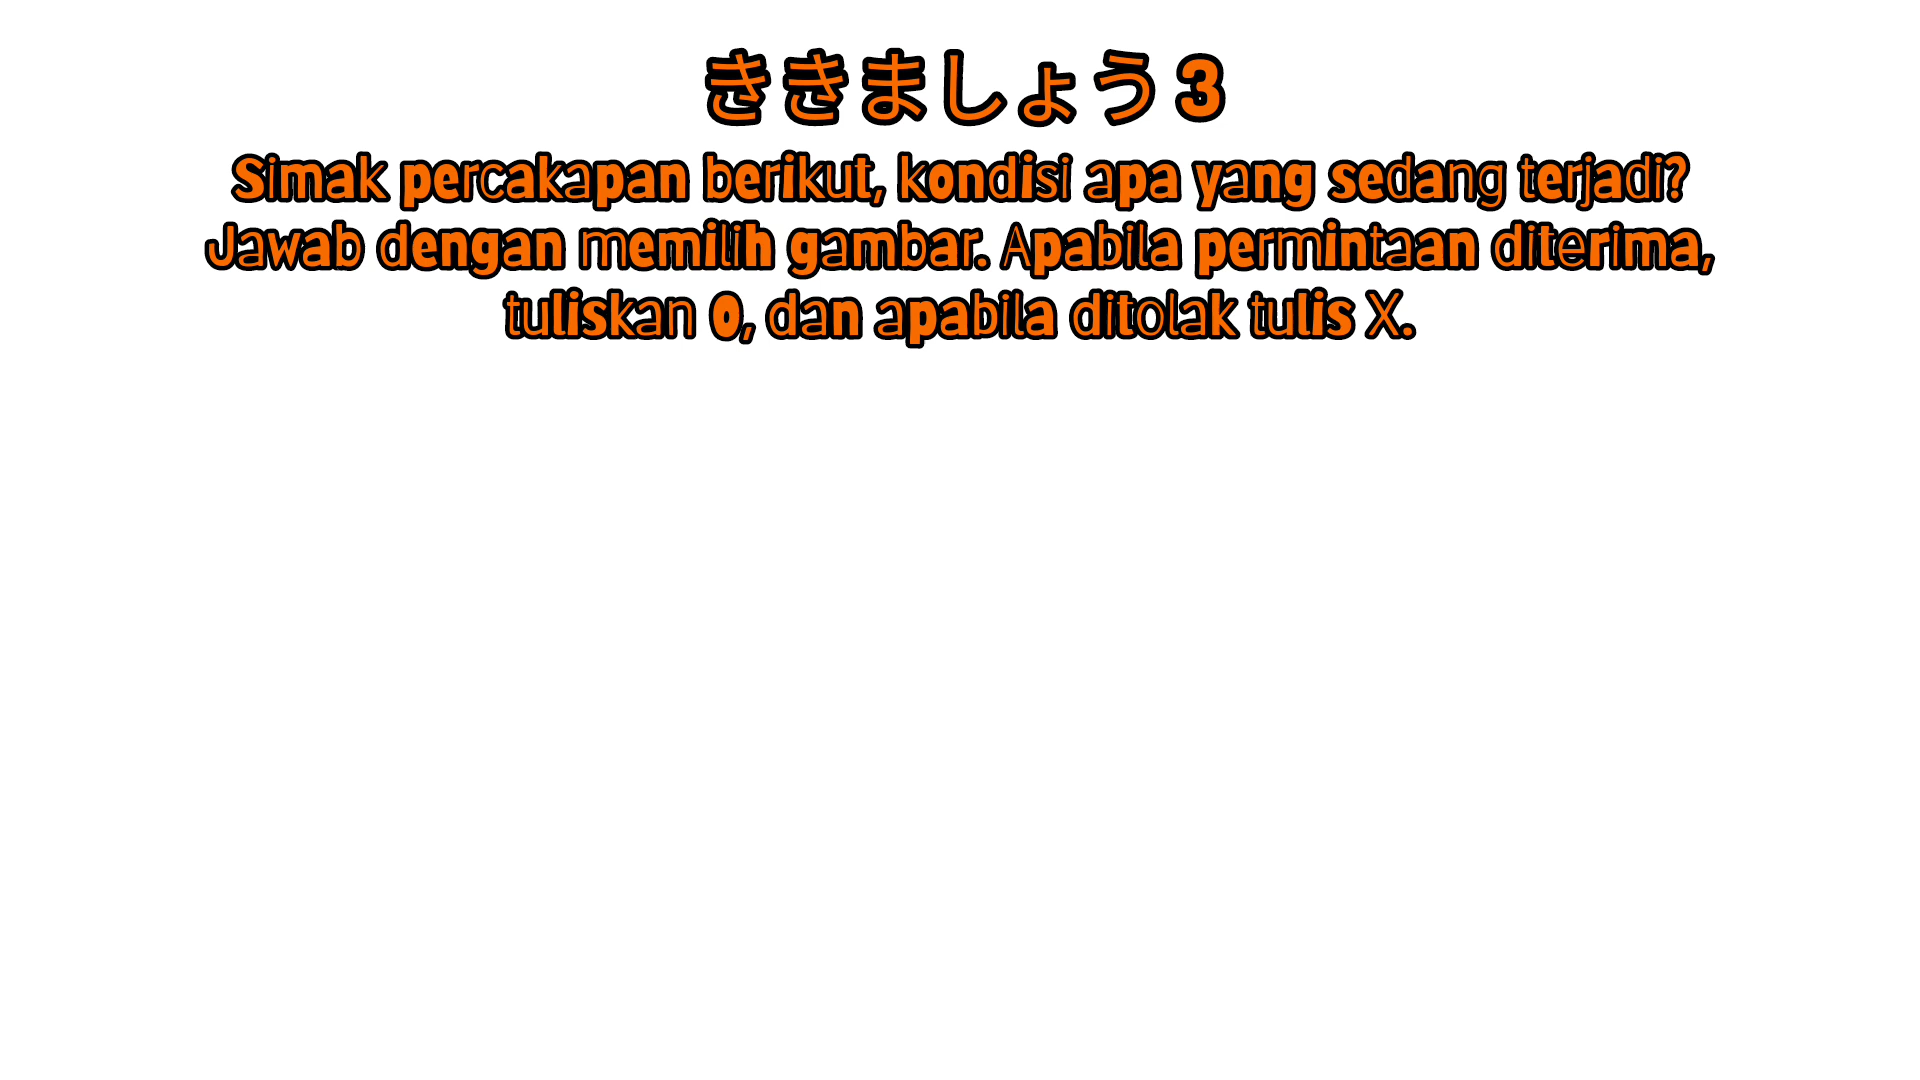 ききましょう3
Simak percakapan berikut, kondisi apa yang sedang terjadi?
Jawab dengan memilih gambar. Apabila permintaan diterima,
tuliskan O, dan apabila ditolak tulis X.